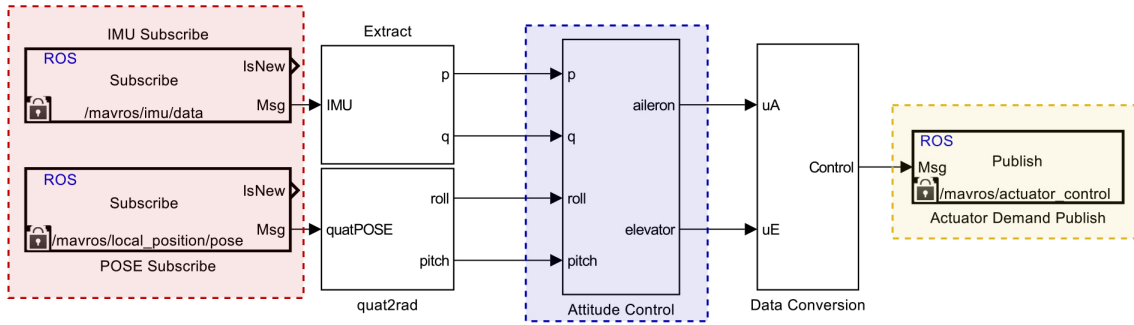 IMU Subscribe
ROS
IsNew
Subscribe
Msg
/mavros/imu/data
ROS
IsNew
Subscribe
Msg
/mavros/local_position/pose
POSE Subscribe
Extract
IMU
p
q
roll
quatPOSE
pitch
quat2rad
p
aileron
q
roll
elevator
pitch
Attitude Control
uA
Control
uE
Data Conversion
ROS
Publish
Msg
/mavros/actuator_control
Actuator Demand Publish